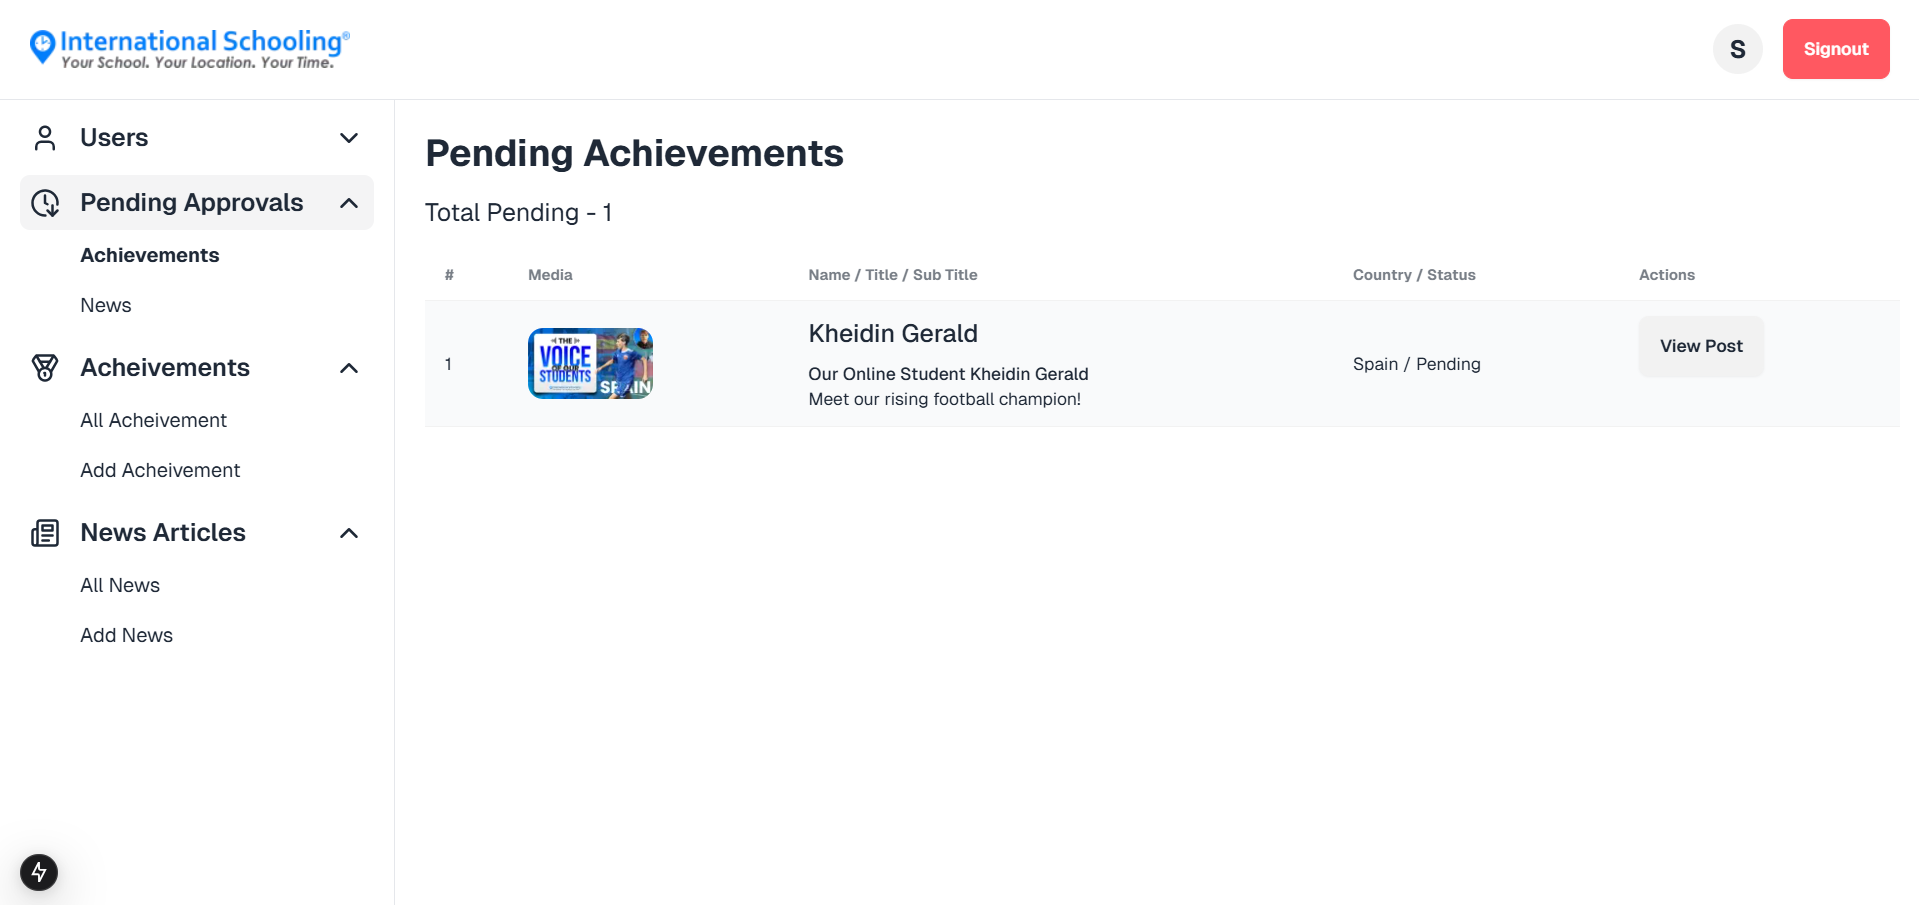 International Schooling®
Your School. Your Location. Your Time.
S
Signout
Users
Pending Approvals
Achievements
News
Acheivements
All Acheivement
Add Acheivement
News Articles
All News
Add News
Pending Achievements
Total Pending - 1
# Media Name / Title / Sub Title Country / Status Actions
1
THE
VOICE
OF OUR
STUDENTS
SPAIN
Kheidin Gerald
Our Online Student Kheidin Gerald
Meet our rising football champion!
Spain / Pending
View Post